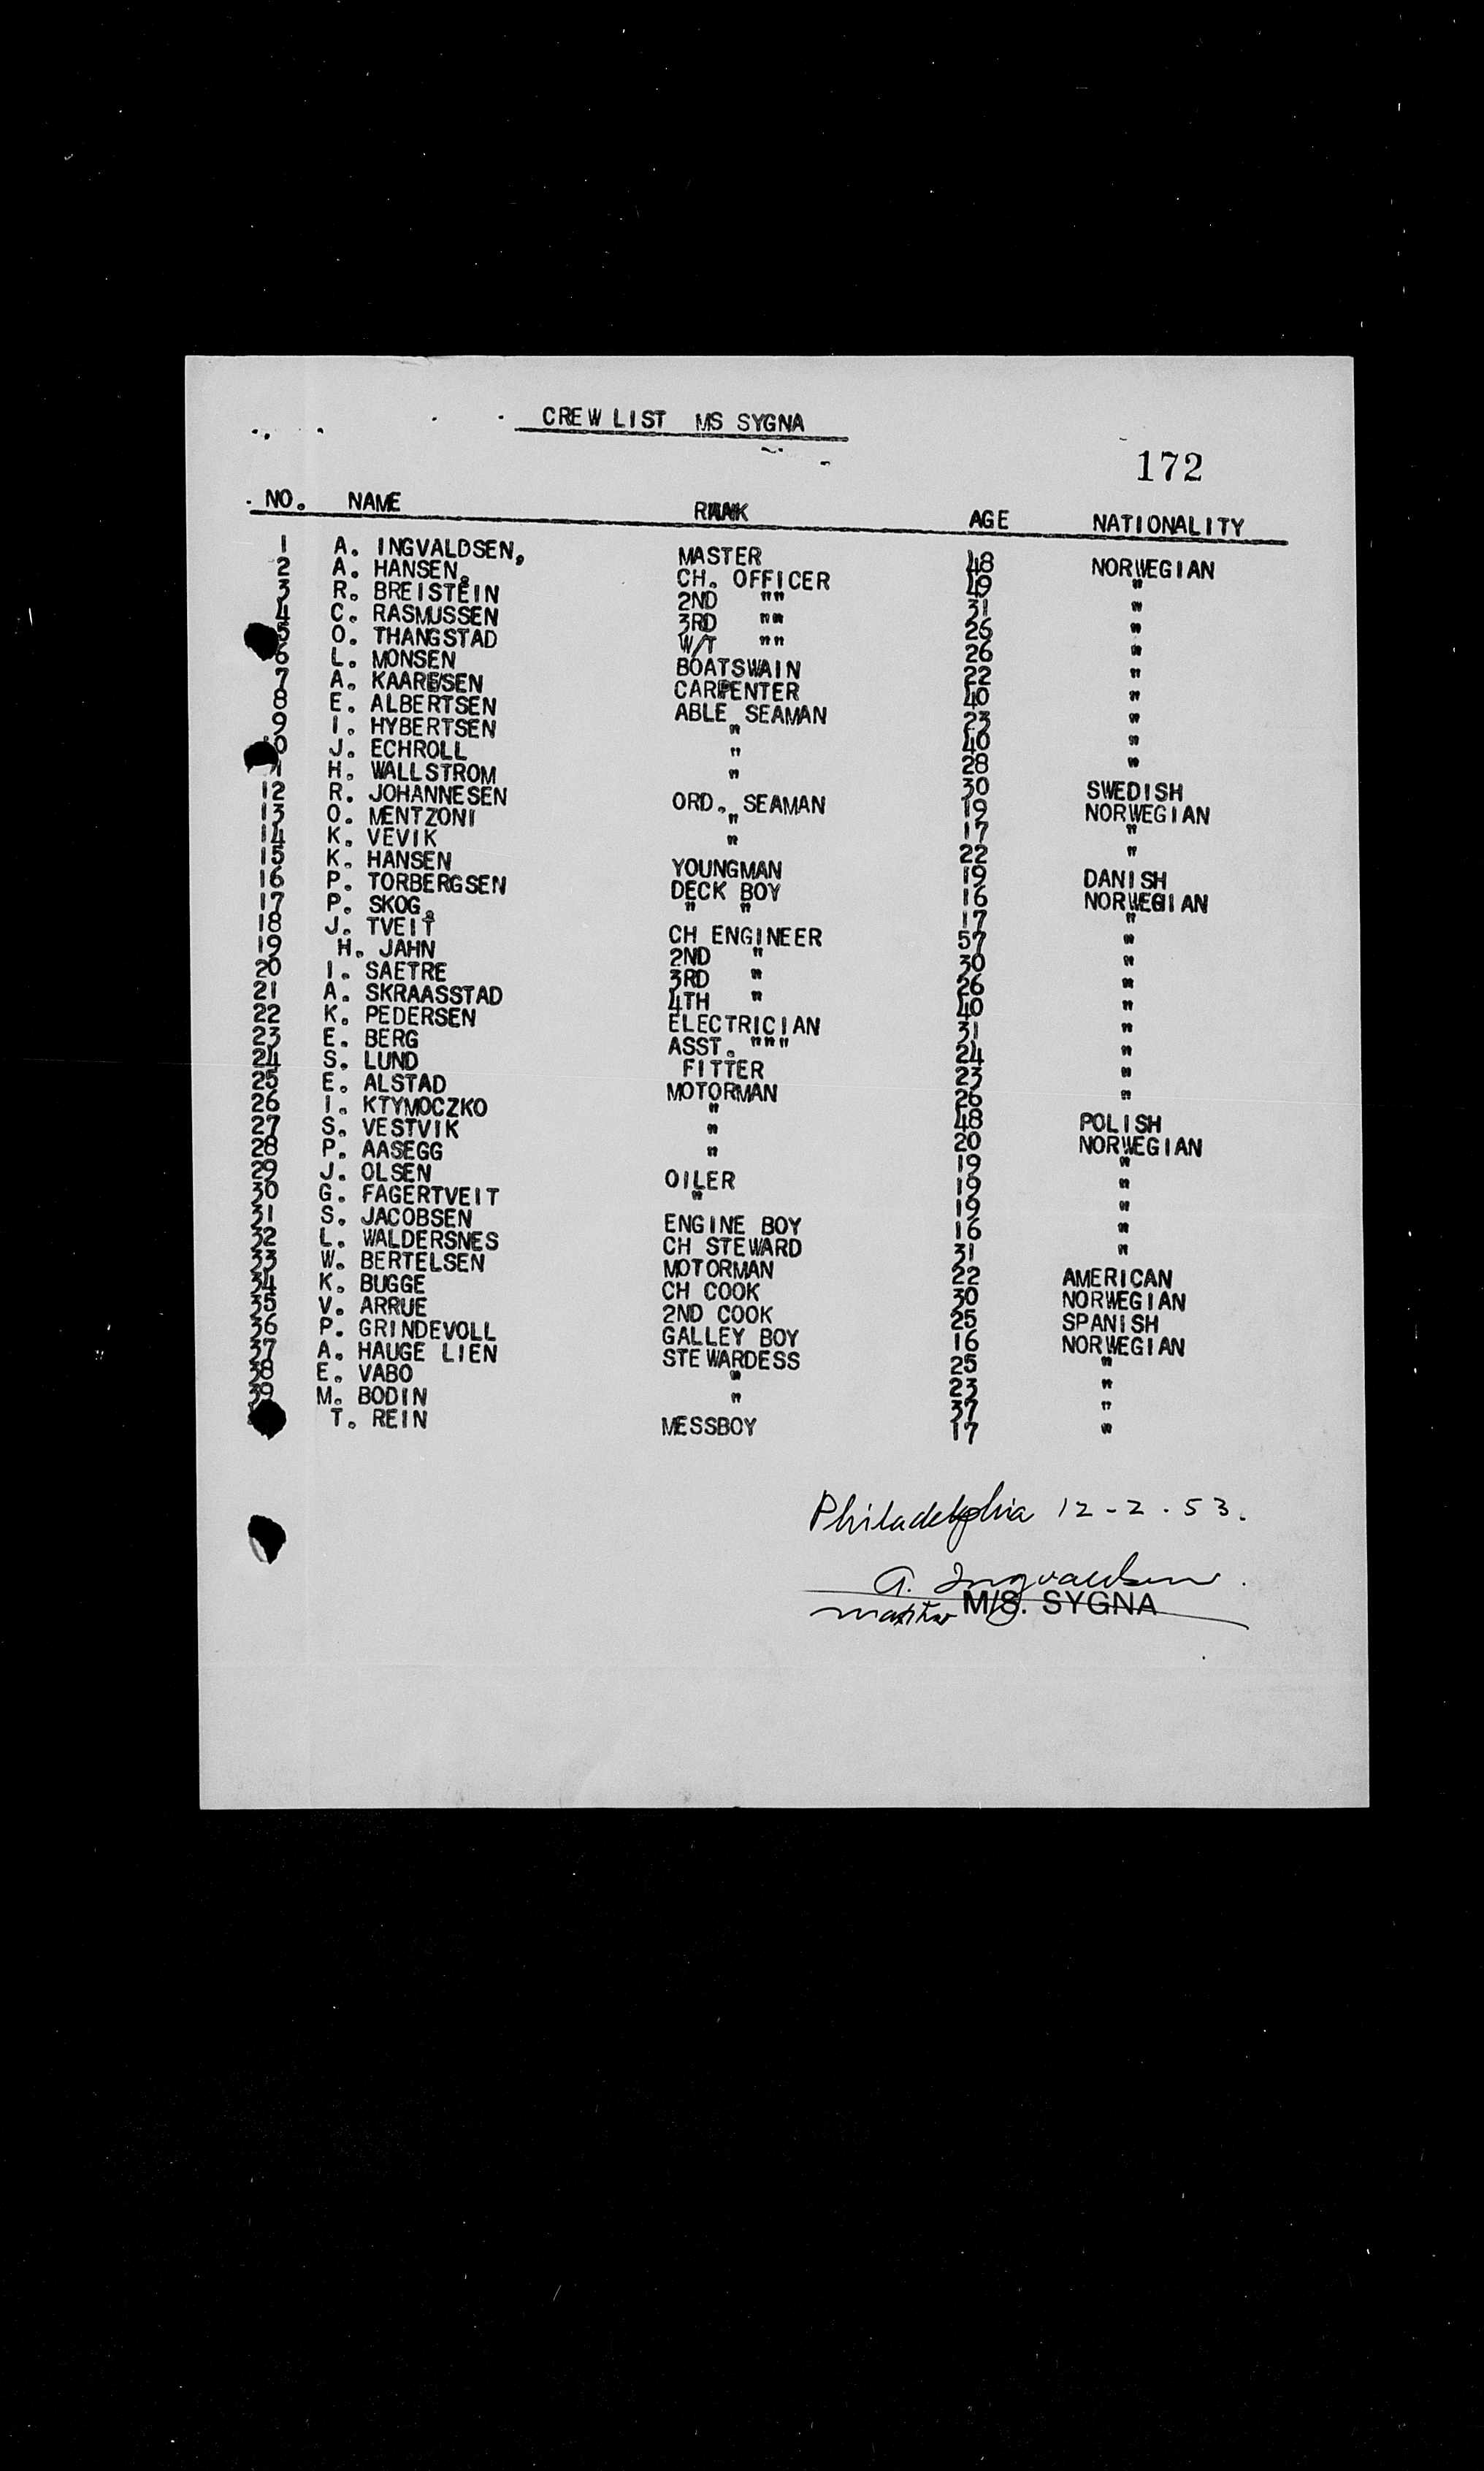 CREW LIST MS SYGNA
172
NO. NAME RANK AGE NATIONALITY
1 A. INGVALDSEN, MASTER 48 NORWEGIAN
2 A. HANSEN, CH. OFFICER 49 "
3 R. BREISTEIN 2ND "" 31 "
4 C. RASMUSSEN 3RD "" 26 "
5 O. THANGSTAD W/T "" 26 "
6 L. MONSEN BOATSWAIN 22 "
7 A. KAARESEN CARPENTER 40 "
8 E. ALBERTSEN ABLE SEAMAN 23 "
9 I. HYBERTSEN " 40 "
0 J. ECHROLL " 28 "
1 H. WALLSTROM " 30 SWEDISH
12 R. JOHANNESEN ORD. SEAMAN 19 NORWEGIAN
13 O. MENTZONI " 17 "
14 K. VEVIK " 22 "
15 K. HANSEN YOUNGMAN 19 DANISH
16 P. TORBERGSEN DECK BOY 16 NORWEGIAN
17 P. SKOG, " " 17 "
18 J. TVEIT CH ENGINEER 57 "
19 H. JAHN 2ND " 30 "
20 I. SAETRE 3RD " 26 "
21 A. SKRAASSTAD 4TH " 40 "
22 K. PEDERSEN ELECTRICIAN 31 "
23 E. BERG ASST. """ 24 "
24 S. LUND FITTER 23 "
25 E. ALSTAD MOTORMAN 26 "
26 I. KTYMOCZKO " 48 POLISH
27 S. VESTVIK " 20 NORWEGIAN
28 P. AASEGG " 19 "
29 J. OLSEN OILER 19 "
30 G. FAGERTVEIT " 19 "
31 S. JACOBSEN ENGINE BOY 16 "
32 L. WALDERSNES CH STEWARD 31 "
33 W. BERTELSEN MOTORMAN 22 AMERICAN
34 K. BUGGE CH COOK 30 NORWEGIAN
35 V. ARRUE 2ND COOK 25 SPANISH
36 P. GRINDEVOLL GALLEY BOY 16 NORWEGIAN
37 A. HAUGE LIEN STEWARDESS 25 "
38 E. VABO " 23 "
39 M. BODIN " 37 "
T. REIN MESSBOY 17 "
Philadelphia 12-2.53.
A. Ingvaldsen.
master M/S. SYGNA